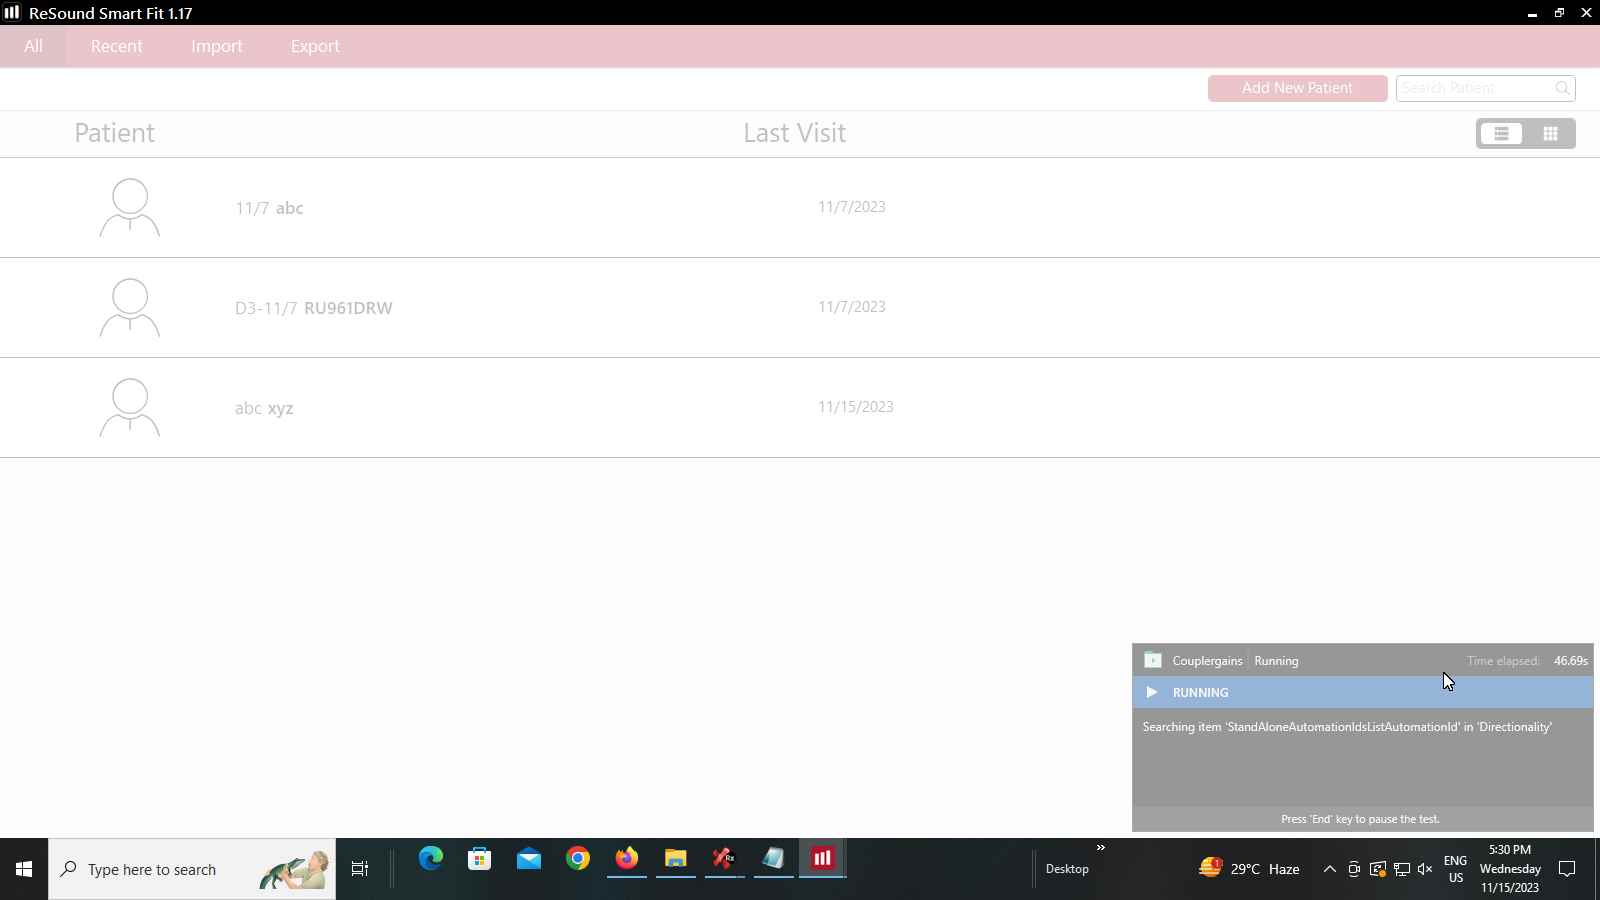 ReSound Smart Fit 1.17
All Recent Import Export
Add New Patient Search Patient
Patient Last Visit
11/7 abc 11/7/2023
D3-11/7 RU961DRW 11/7/2023
abc xyz 11/15/2023
Couplergains Running Time elapsed: 46.69s
RUNNING
Searching item 'StandAloneAutomationIdsListAutomationId' in 'Directionality'
Press 'End' key to pause the test.
Type here to search
Rx
Desktop
»
1
29°C Haze
ENG
US
5:30 PM
Wednesday
11/15/2023